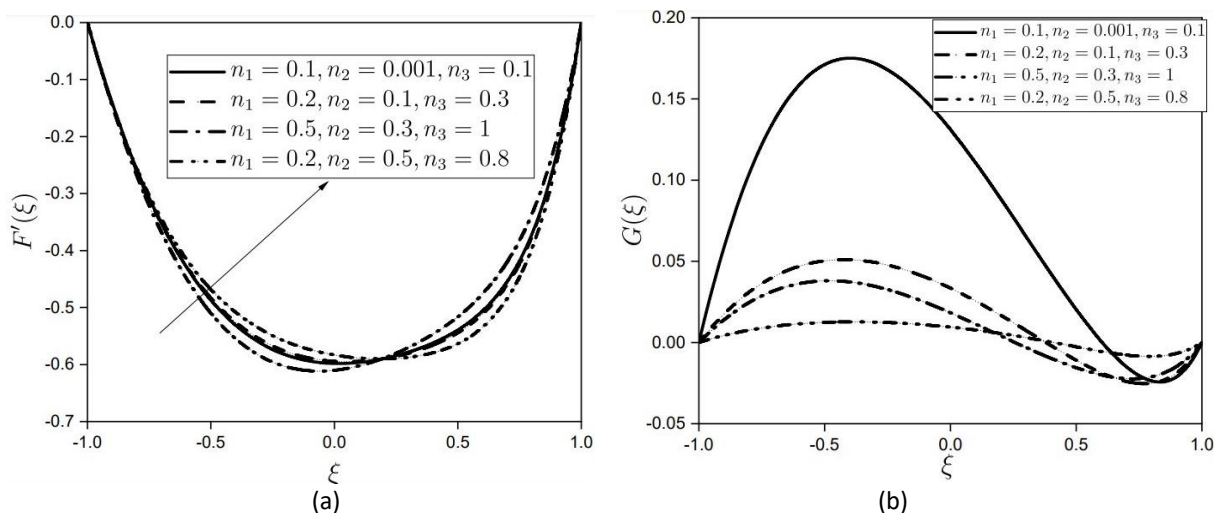 0.0
-0.1
-0.2
-0.3
-0.4
-0.5
-0.6
-0.7
F′(ξ)
n₁ = 0.1, n₂ = 0.001, n₃ = 0.1
n₁ = 0.2, n₂ = 0.1, n₃ = 0.3
n₁ = 0.5, n₂ = 0.3, n₃ = 1
n₁ = 0.2, n₂ = 0.5, n₃ = 0.8
-1.0 -0.5 0.0 0.5 1.0
ξ
(a)
0.20
0.15
0.10
0.05
0.00
-0.05
G(ξ)
n₁ = 0.1, n₂ = 0.001, n₃ = 0.1
n₁ = 0.2, n₂ = 0.1, n₃ = 0.3
n₁ = 0.5, n₂ = 0.3, n₃ = 1
n₁ = 0.2, n₂ = 0.5, n₃ = 0.8
-1.0 -0.5 0.0 0.5 1.0
ξ
(b)